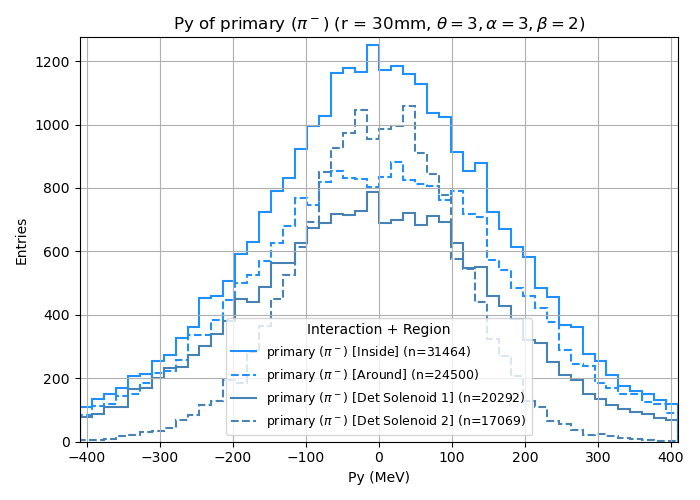 Py of primary (π⁻) (r = 30mm, θ = 3, α = 3, β = 2)
Entries
1200
1000
800
600
400
200
0
Interaction + Region
primary (π⁻) [Inside] (n=31464)
primary (π⁻) [Around] (n=24500)
primary (π⁻) [Det Solenoid 1] (n=20292)
primary (π⁻) [Det Solenoid 2] (n=17069)
−400 −300 −200 −100 0 100 200 300 400
Py (MeV)